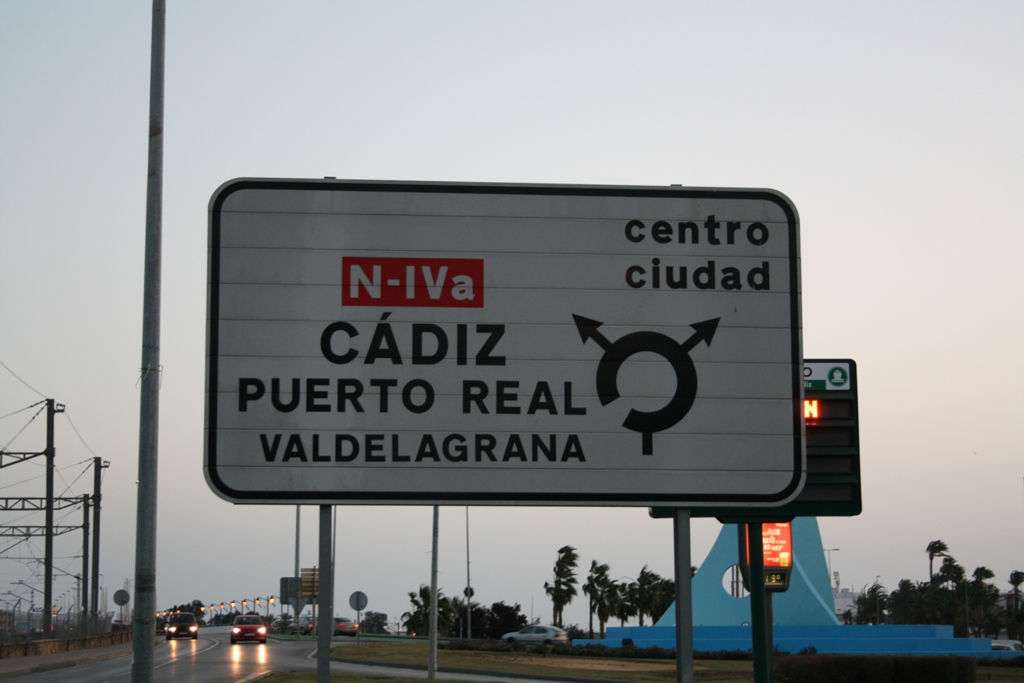 centro
ciudad
N-IVa
CÁDIZ
PUERTO REAL
VALDELAGRANA